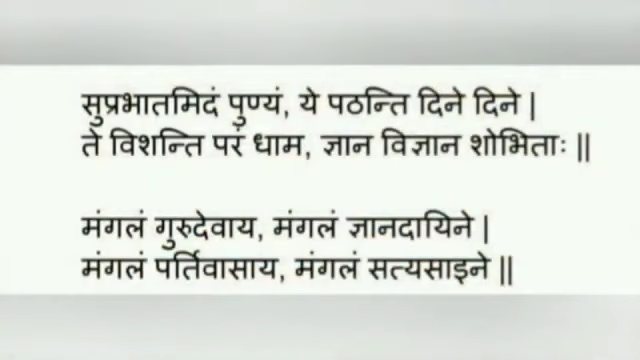 सुप्रभातमिदं पुण्यं, ये पठन्ति दिने दिने |
ते विशन्ति परं धाम, ज्ञान विज्ञान शोभिताः ||
मंगलं गुरुदेवाय, मंगलं ज्ञानदायिने |
मंगलं पर्तिवासाय, मंगलं सत्यसाइने ||